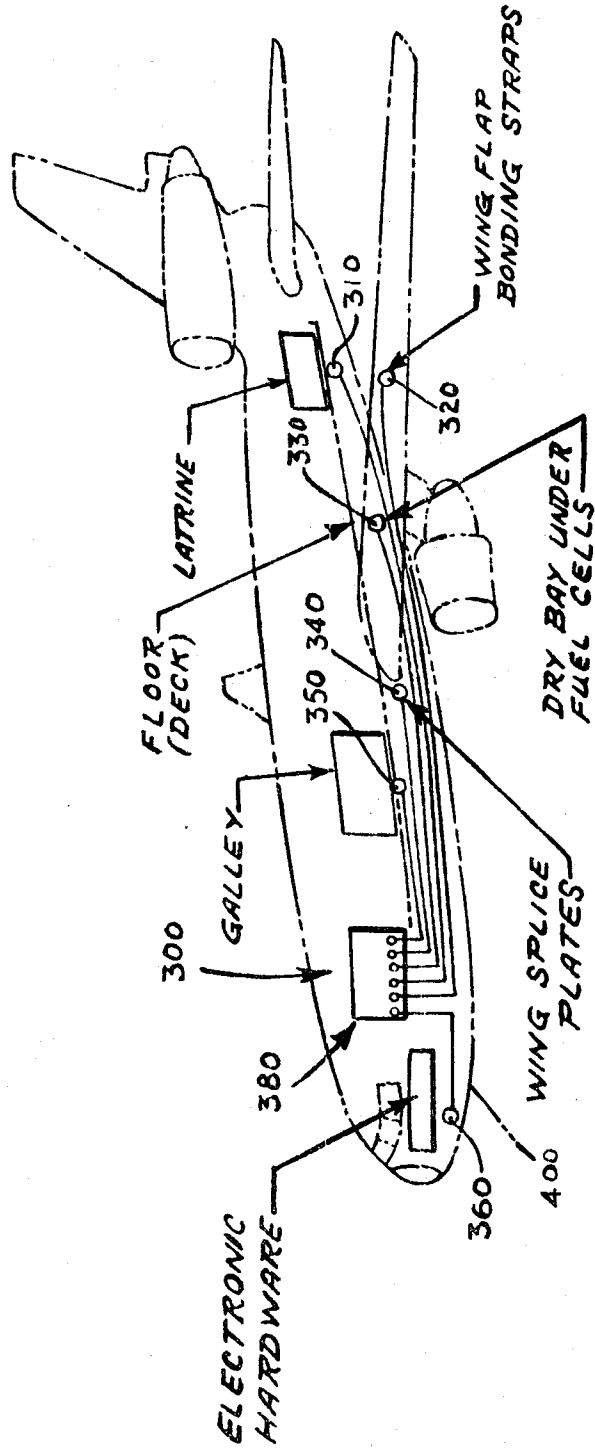 ELECTRONIC
HARDWARE
380
300
GALLEY
FLOOR
(DECK)
LATRINE
350
340
330
310
320
360
400
WING SPLICE
PLATES
DRY BAY UNDER
FUEL CELLS
WING FLAP
BONDING STRAPS